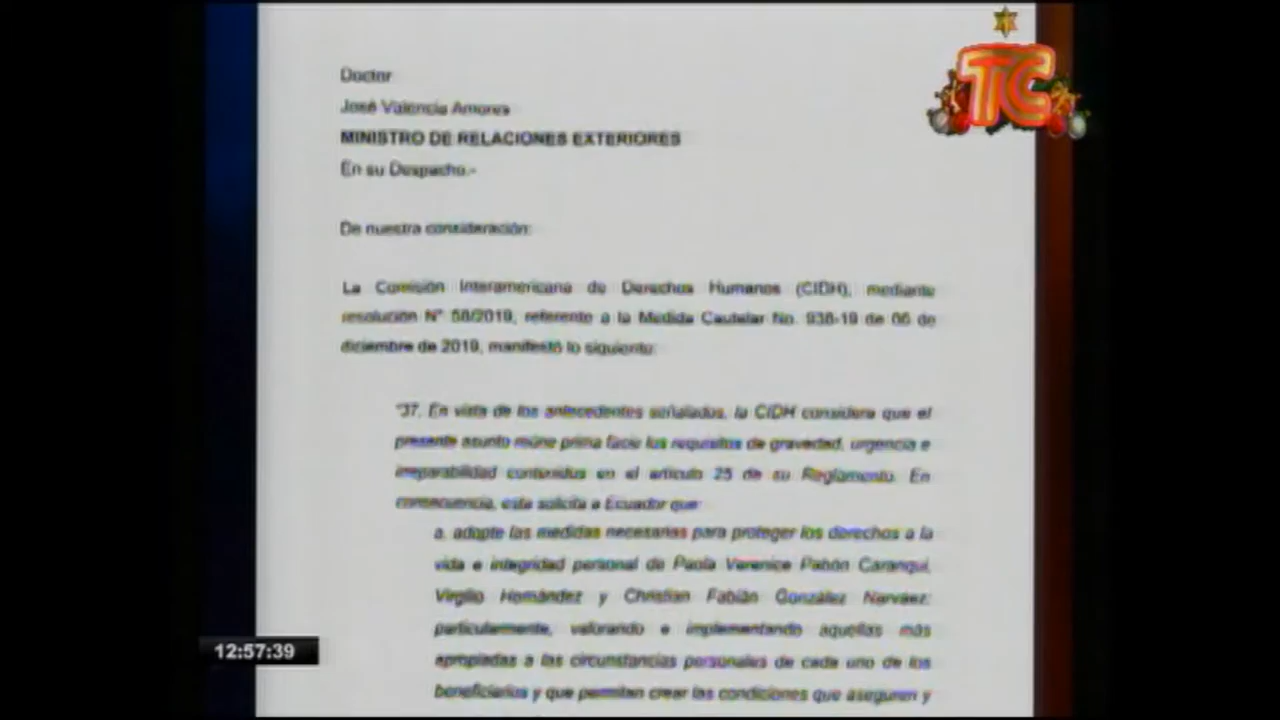 TC
Doctor
José Valencia Amores
MINISTRO DE RELACIONES EXTERIORES
En su Despacho.-
De nuestra consideración:
La Comisión Interamericana de Derechos Humanos (CIDH), mediante
resolución N° 58/2019, referente a la Medida Cautelar No. 938-19 de 06 de
diciembre de 2019, manifestó lo siguiente:
"37. En vista de los antecedentes señalados, la CIDH considera que el
presente asunto reúne prima facie los requisitos de gravedad, urgencia e
irreparabilidad contenidos en el artículo 25 de su Reglamento. En
consecuencia, esta solicita a Ecuador que:
a. adopte las medidas necesarias para proteger los derechos a la
vida e integridad personal de Paola Verenice Pabón Caranqui,
Virgilio Hernández y Christian Fabián González Narváez;
particularmente, valorando e implementando aquellas más
apropiadas a las circunstancias personales de cada uno de los
beneficiarios y que permitan crear las condiciones que aseguren y
12:57:39